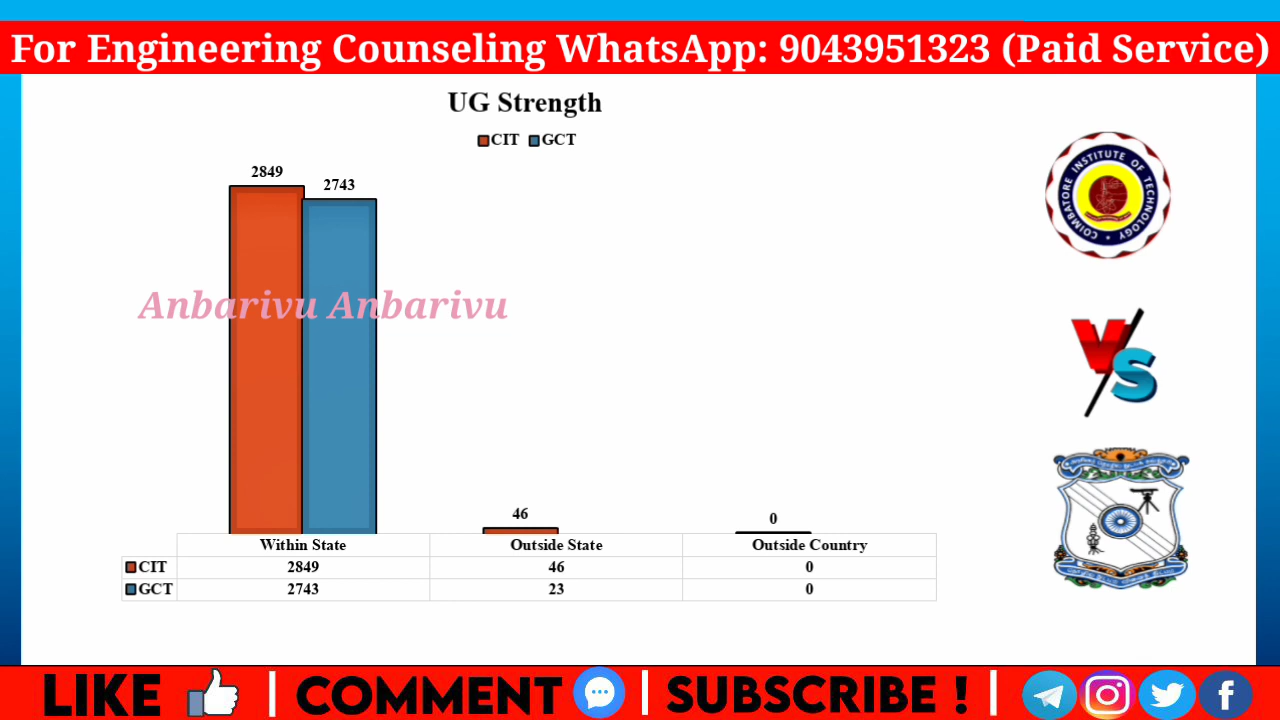 For Engineering Counseling WhatsApp: 9043951323 (Paid Service)
UG Strength
CIT GCT
2849
2743
46
0
Anbarivu Anbarivu
Within State Outside State Outside Country
CIT 2849 46 0
GCT 2743 23 0
COIMBATORE INSTITUTE OF TECHNOLOGY
VS
LIKE | COMMENT | SUBSCRIBE ! |